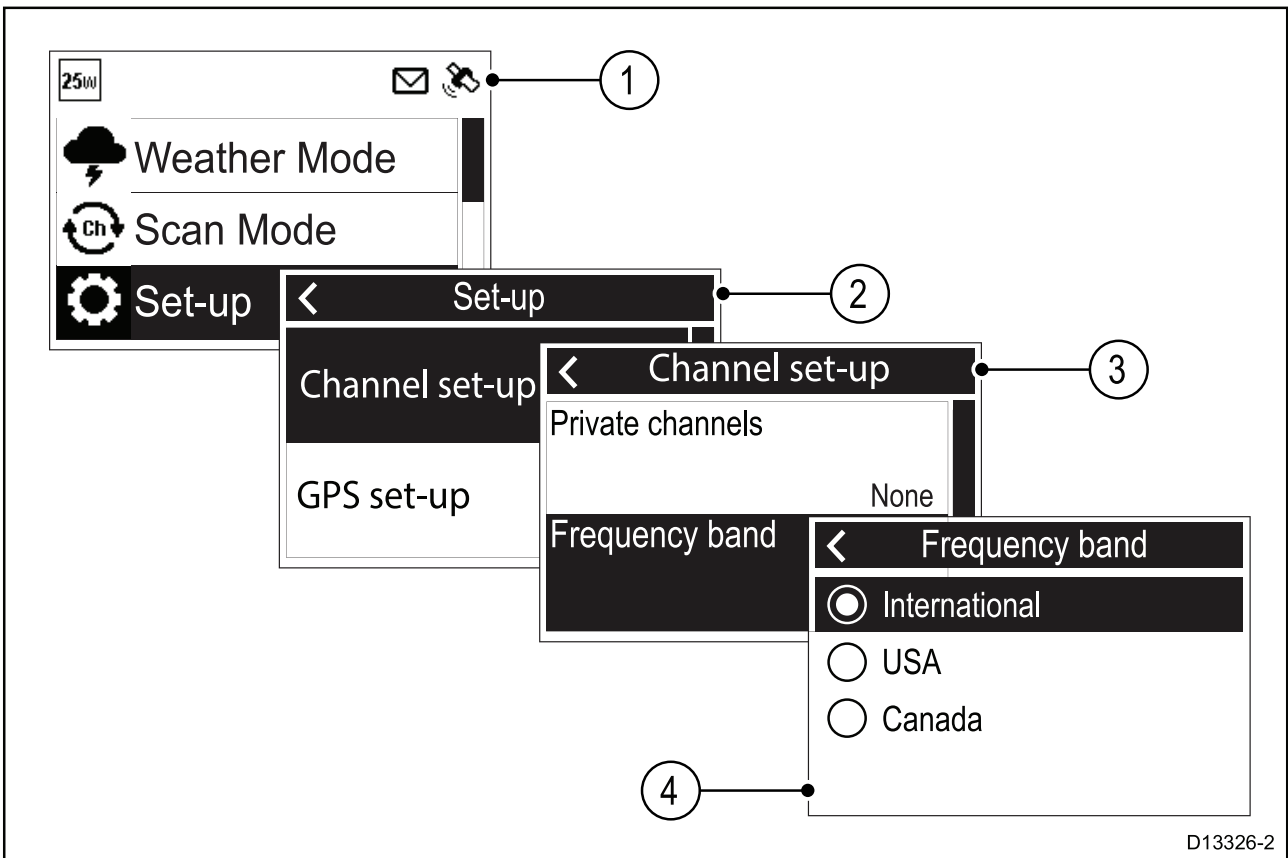 25W
1
Weather Mode
Ch
Scan Mode
Set-up
Set-up
2
Channel set-up
GPS set-up
Channel set-up
3
Private channels
None
Frequency band
Frequency band
International
USA
Canada
4
D13326-2